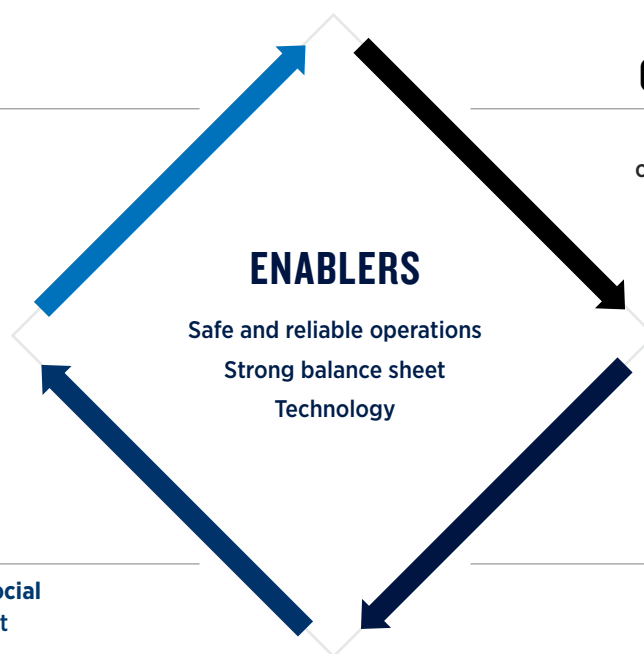 ENABLERS
Safe and reliable operations
Strong balance sheet
Technology